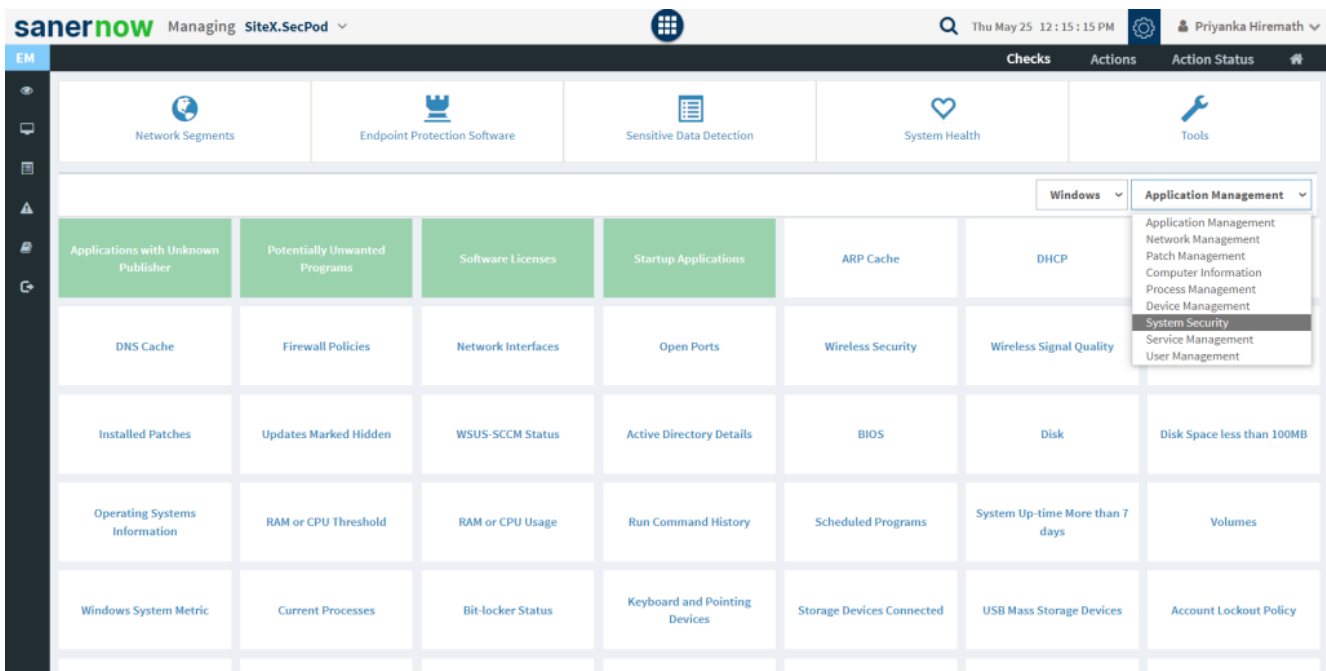 sanernow Managing SiteX.SecPod Thu May 25 12:15:15 PM Priyanka Hiremath
EM Checks Actions Action Status
Network Segments Endpoint Protection Software Sensitive Data Detection System Health Tools
Windows Application Management
Application Management
Network Management
Patch Management
Computer Information
Process Management
Device Management
System Security
Service Management
User Management
Applications with Unknown
Publisher
Potentially Unwanted
Programs
Software Licenses
Startup Applications
ARP Cache
DHCP
DNS Cache
Firewall Policies
Network Interfaces
Open Ports
Wireless Security
Wireless Signal Quality
Installed Patches
Updates Marked Hidden
WSUS-SCCM Status
Active Directory Details
BIOS
Disk
Disk Space less than 100MB
Operating Systems
Information
RAM or CPU Threshold
RAM or CPU Usage
Run Command History
Scheduled Programs
System Up-time More than 7
days
Volumes
Windows System Metric
Current Processes
Bit-locker Status
Keyboard and Pointing
Devices
Storage Devices Connected
USB Mass Storage Devices
Account Lockout Policy